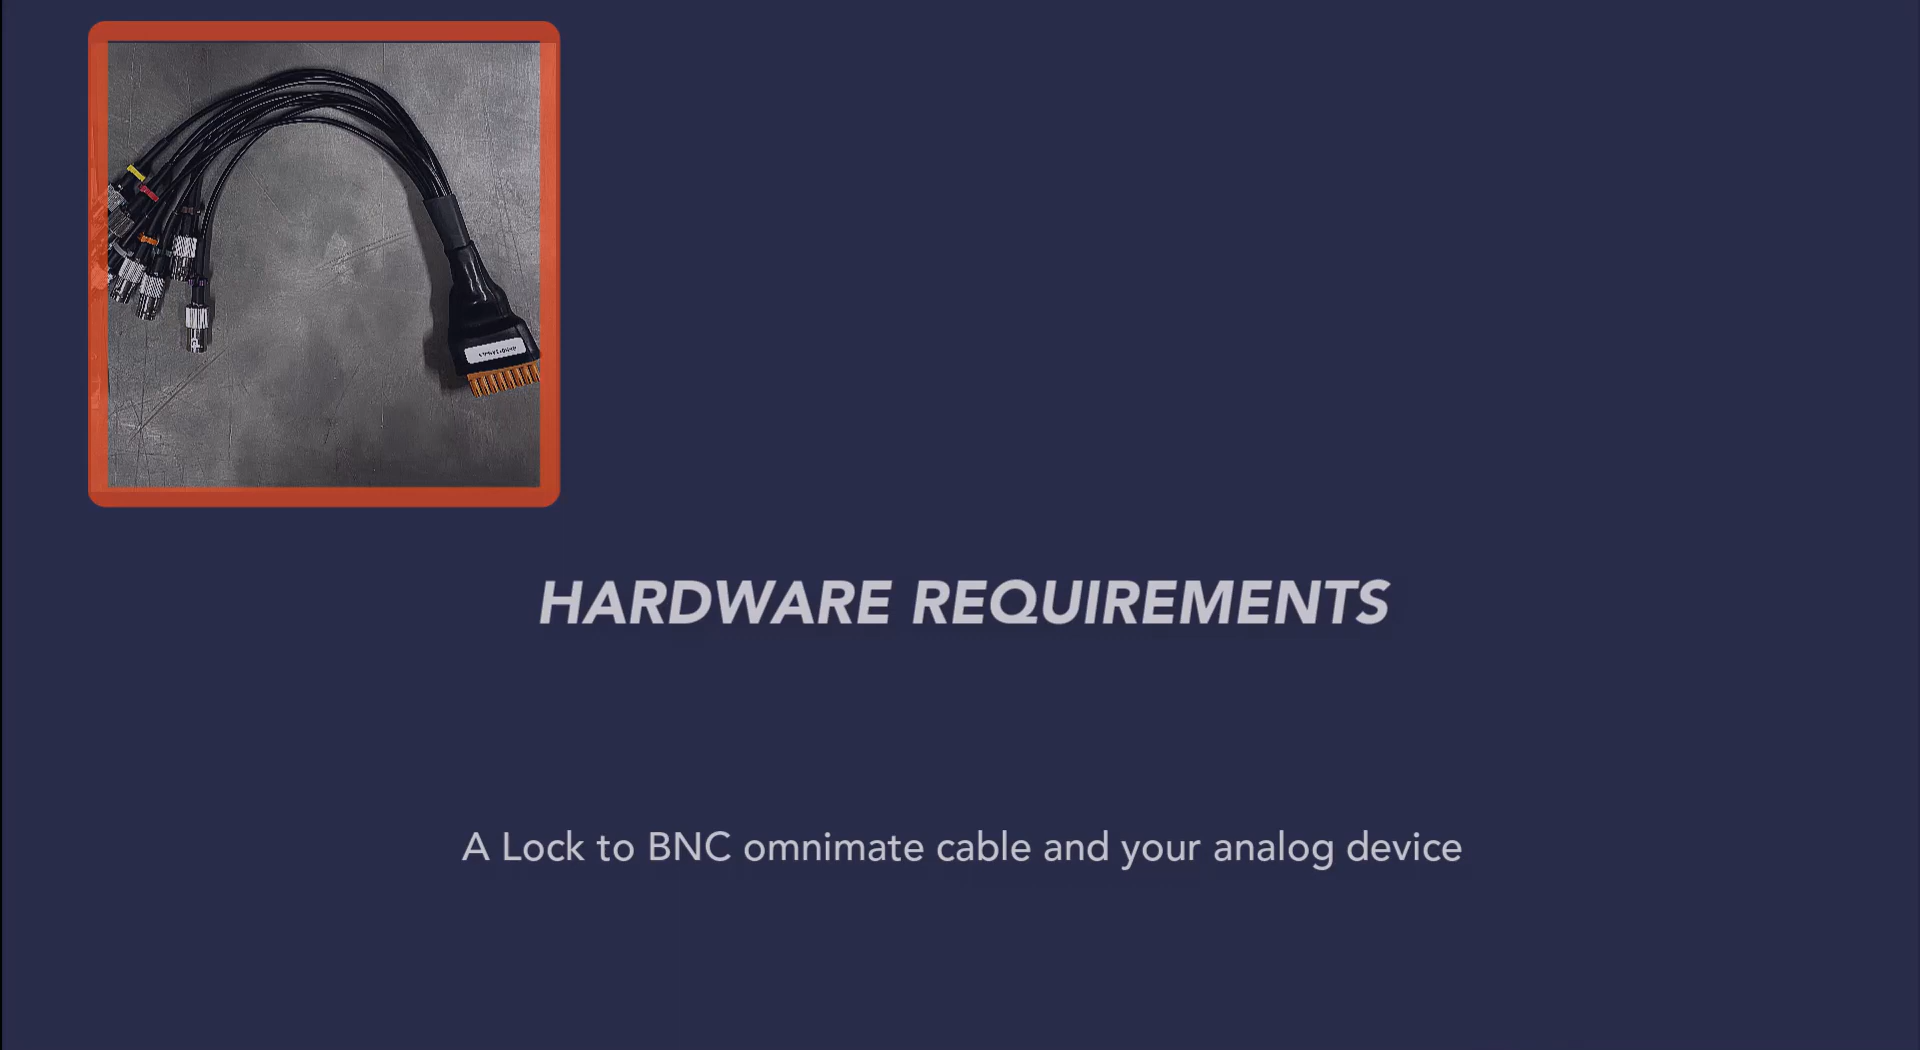 HARDWARE REQUIREMENTS
A Lock to BNC omnimate cable and your analog device